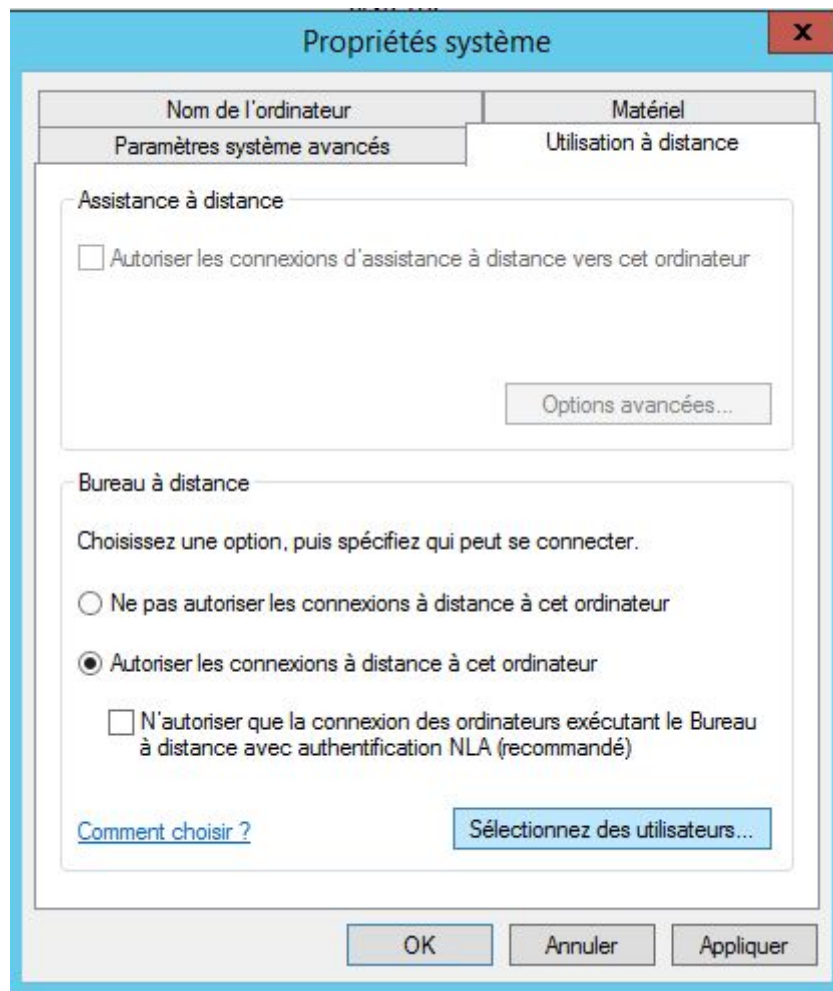 Propriétés système
x
Nom de l'ordinateur
Matériel
Paramètres système avancés
Utilisation à distance
Assistance à distance
Autoriser les connexions d'assistance à distance vers cet ordinateur
Options avancées...
Bureau à distance
Choisissez une option, puis spécifiez qui peut se connecter.
Ne pas autoriser les connexions à distance à cet ordinateur
Autoriser les connexions à distance à cet ordinateur
N'autoriser que la connexion des ordinateurs exécutant le Bureau
à distance avec authentification NLA (recommandé)
Comment choisir ?
Sélectionnez des utilisateurs...
OK
Annuler
Appliquer